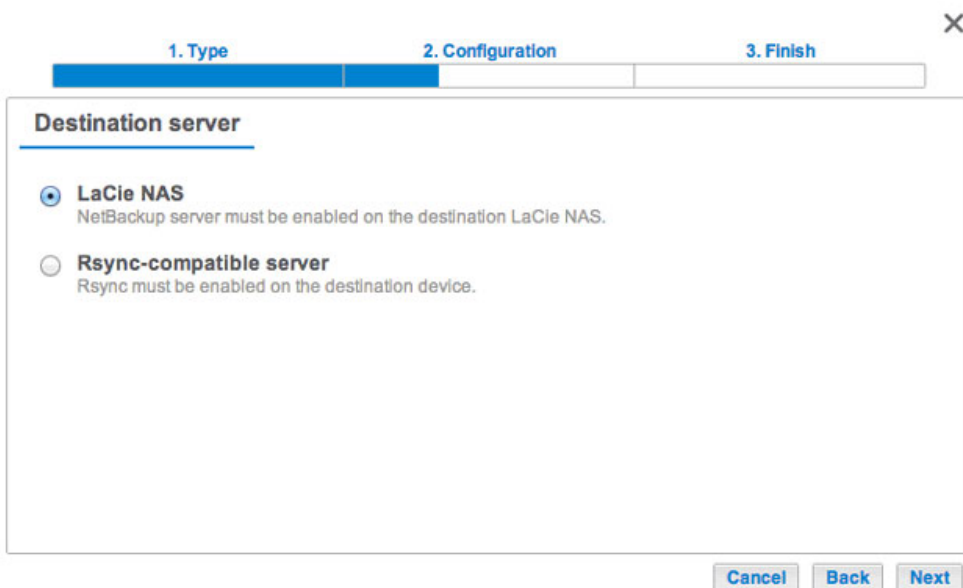 1. Type 2. Configuration 3. Finish
Destination server
LaCie NAS
NetBackup server must be enabled on the destination LaCie NAS.
Rsync-compatible server
Rsync must be enabled on the destination device.
Cancel Back Next